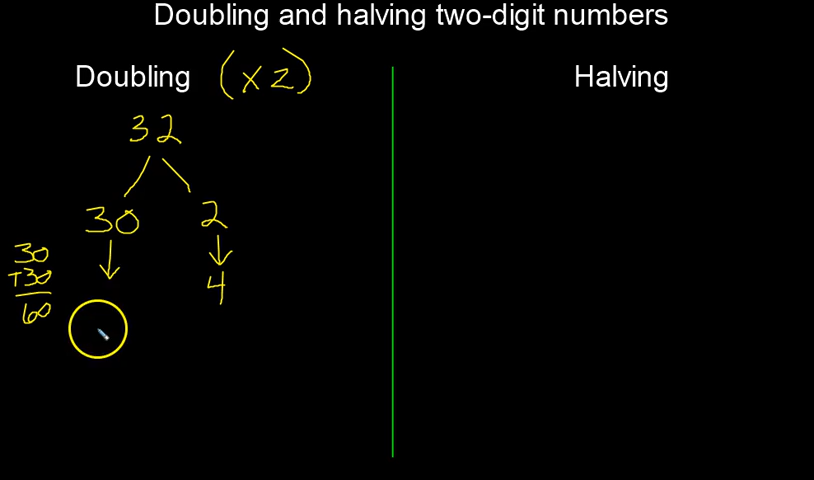 Doubling and halving two-digit numbers
Doubling (x2)
Halving
32
30 2
30
+30
60
4